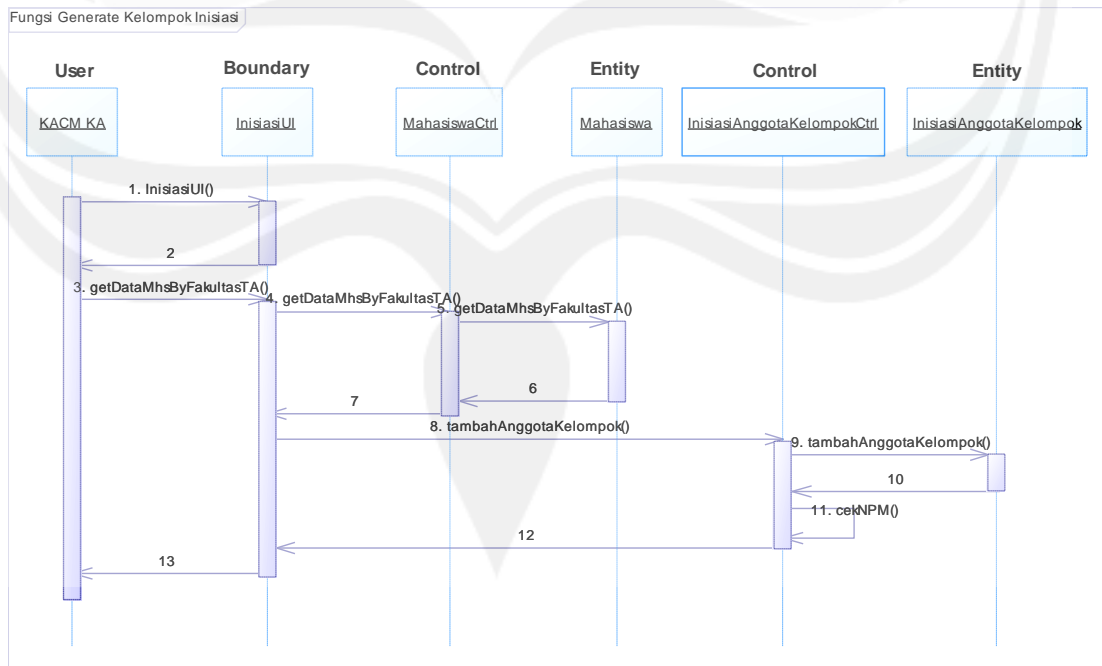 Fungsi Generate Kelompok Inisiasi
User
Boundary
Control
Entity
Control
Entity
KACM KA
InisiasiUI
MahasiswaCtrl
Mahasiswa
InisiasiAnggotaKelompokCtrl
InisiasiAnggotaKelompok
1. InisiasiUI()
2
3. getDataMhsByFakultasTA()
4. getDataMhsByFakultasTA()
5. getDataMhsByFakultasTA()
6
7
8. tambahAnggotaKelompok()
9. tambahAnggotaKelompok()
10
11. cekNPM()
12
13